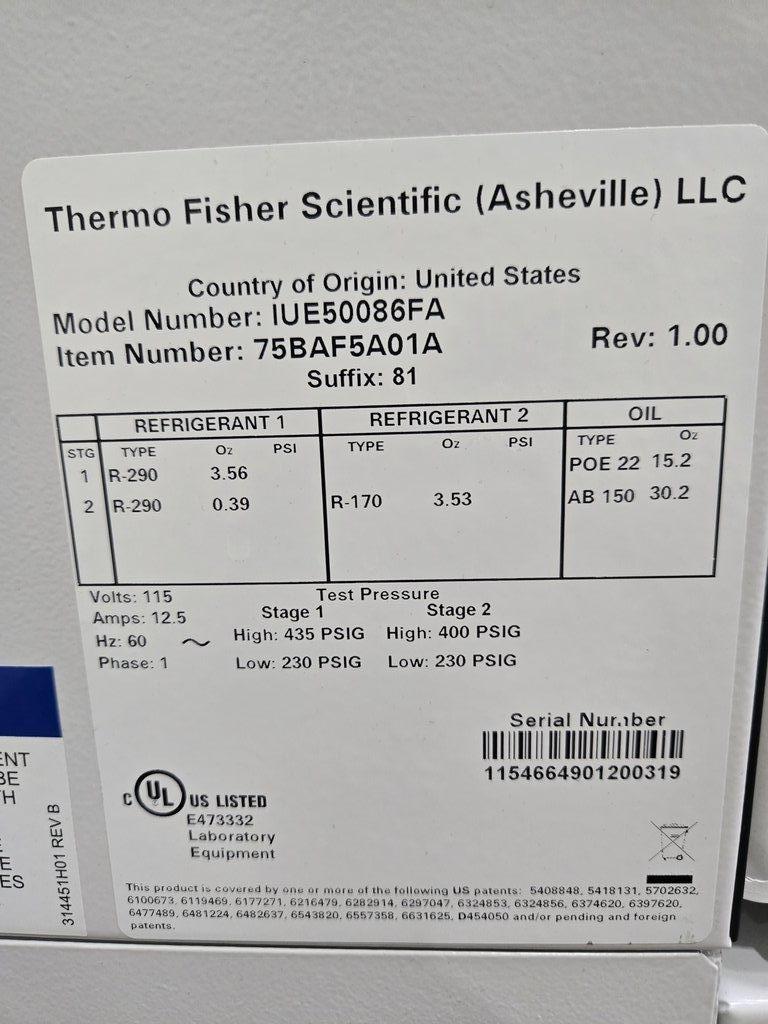 Thermo Fisher Scientific (Asheville) LLC
Country of Origin: United States
Model Number: IUE50086FA
Item Number: 75BAF5A01A Rev: 1.00
Suffix: 81
REFRIGERANT 1 REFRIGERANT 2 OIL
STG TYPE Oz PSI TYPE Oz PSI TYPE Oz
1 R-290 3.56 POE 22 15.2
2 R-290 0.39 R-170 3.53 AB 150 30.2
Volts: 115 Test Pressure
Amps: 12.5 Stage 1 Stage 2
Hz: 60 ~ High: 435 PSIG High: 400 PSIG
Phase: 1 Low: 230 PSIG Low: 230 PSIG
Serial Number
1154664901200319
C UL US LISTED
E473332
Laboratory
Equipment
This product is covered by one or more of the following US patents: 5408848, 5418131, 5702632,
6100673, 6119469, 6177271, 6216479, 6282914, 6297047, 6324853, 6324856, 6374620, 6397620,
6477489, 6481224, 6482637, 6543820, 6557358, 6631625, D454050 and/or pending and foreign
patents.
ENT
BE
TH
E
ES
314451H01 REV B